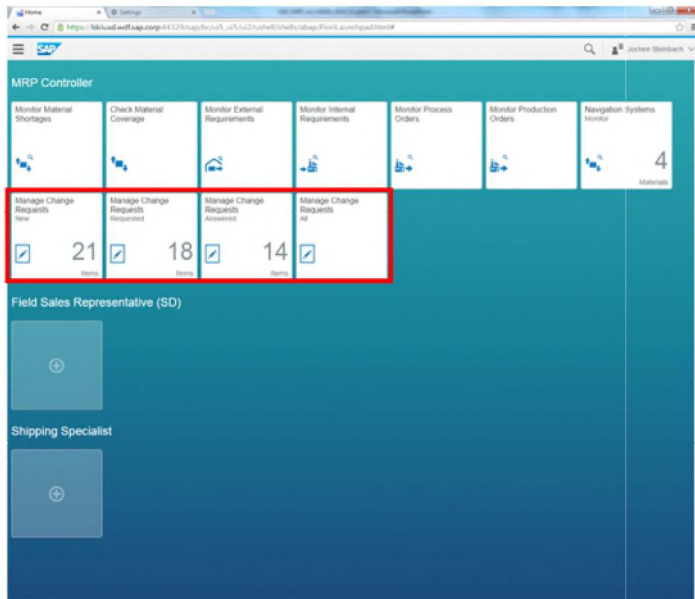 Home
Settings
SAP
Jochen Steinbach
MRP Controller
Monitor Material
Shortages
Check Material
Coverage
Monitor External
Requirements
Monitor Internal
Requirements
Monitor Process
Orders
Monitor Production
Orders
Navigation Systems
Monitor
4
Materials
Manage Change
Requests
New
21
Items
Manage Change
Requests
Requested
18
Items
Manage Change
Requests
Answered
14
Items
Manage Change
Requests
All
Field Sales Representative (SD)
Shipping Specialist